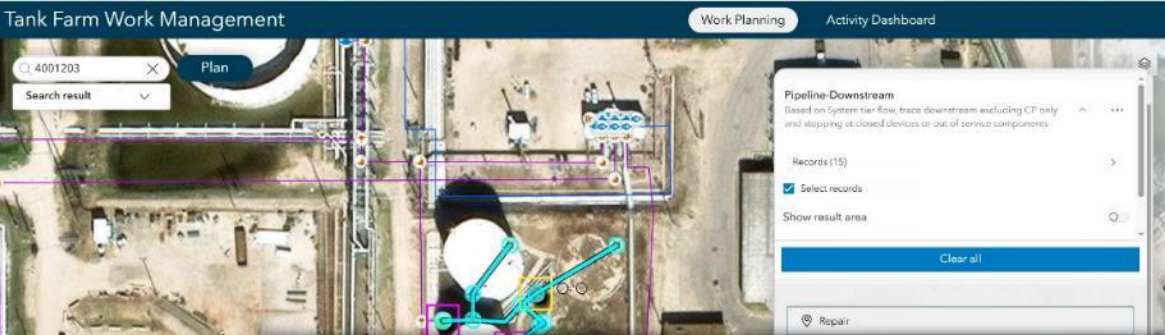 Tank Farm Work Management
Work Planning
Activity Dashboard
4001203
Plan
Search result
Pipeline-Downstream
Based on System tier flow, trace downstream excluding CP only
and stopping at closed devices or out of service components
Records (15)
Select records
Show result area
Clear all
Repair